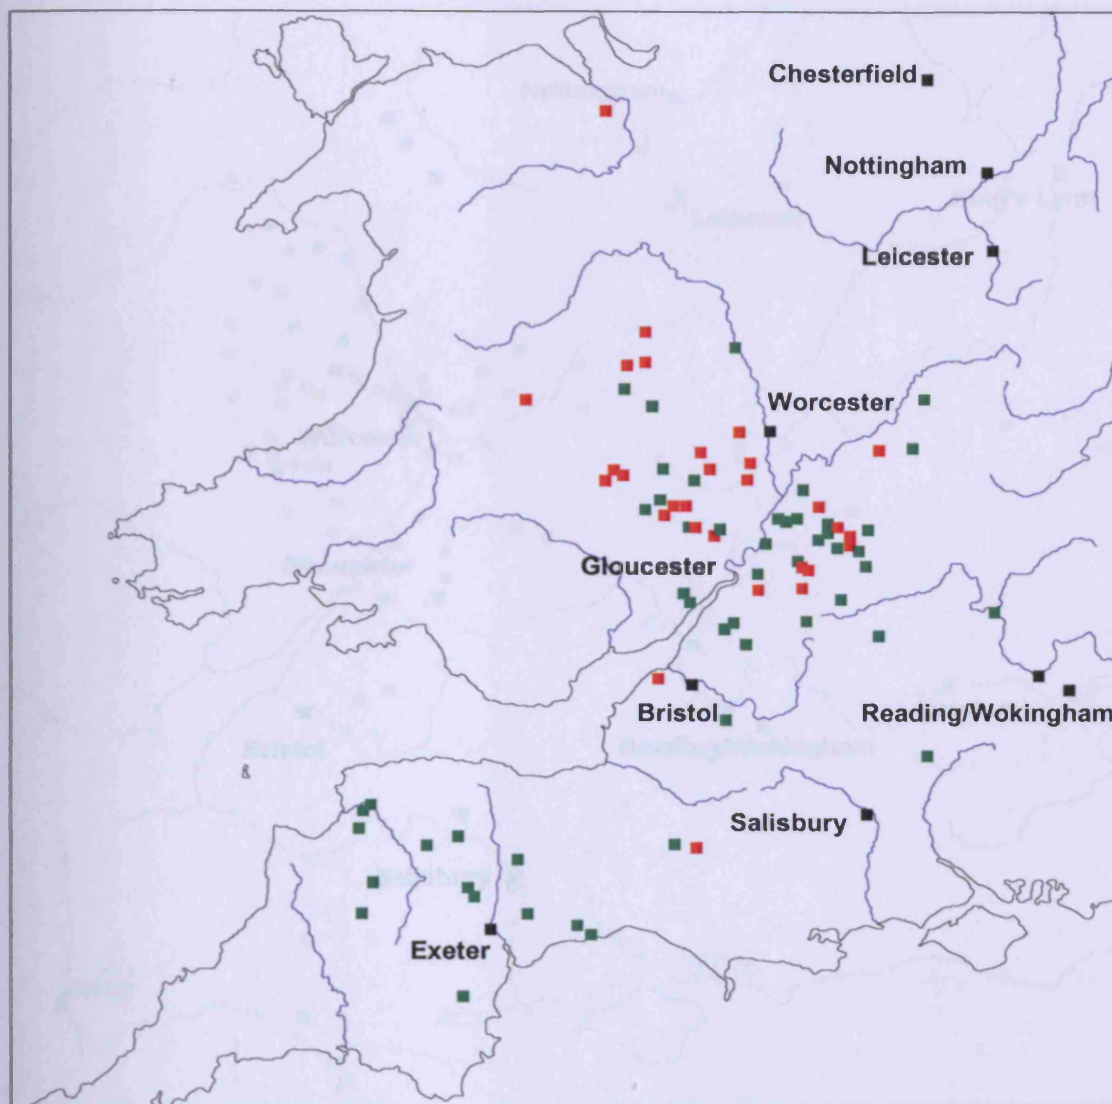 Chesterfield
Nottingham
Leicester
Worcester
Gloucester
Bristol
Reading/Wokingham
Salisbury
Exeter